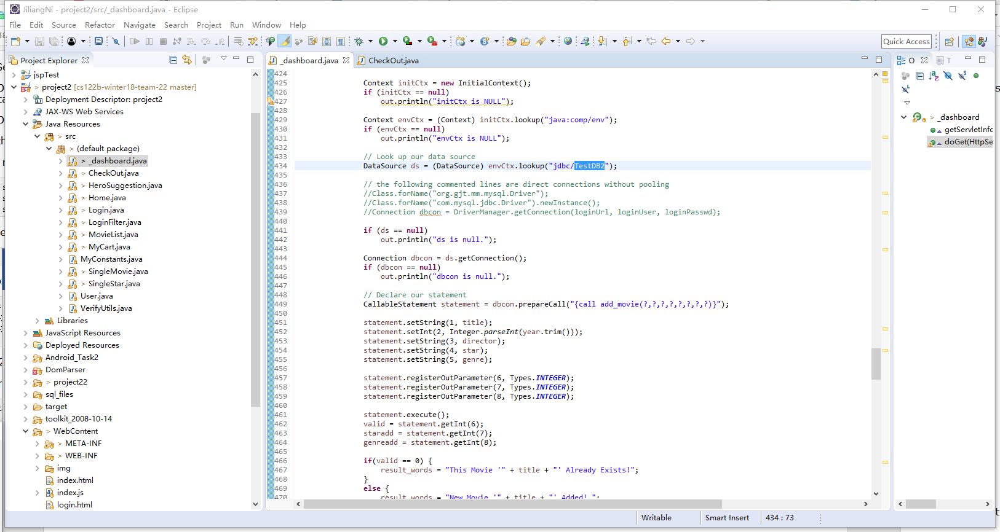 JiliangNi - project2/src/_dashboard.java - Eclipse
File Edit Source Refactor Navigate Search Project Run Window Help
Quick Access
Project Explorer
jspTest
> project2 [cs122b-winter18-team-22 master]
Deployment Descriptor: project2
JAX-WS Web Services
Java Resources
> src
> (default package)
> _dashboard.java
> CheckOut.java
> HeroSuggestion.java
> Home.java
> Login.java
> LoginFilter.java
> MovieList.java
> MyCart.java
MyConstants.java
> SingleMovie.java
> SingleStar.java
User.java
VerifyUtils.java
Libraries
JavaScript Resources
Deployed Resources
Android_Task2
DomParser
> project22
sql_files
target
toolkit_2008-10-14
> WebContent
> META-INF
> WEB-INF
img
index.html
index.js
login.html
_dashboard.java CheckOut.java
424
425 Context initCtx = new InitialContext();
426 if (initCtx == null)
427 out.println("initCtx is NULL");
428
429 Context envCtx = (Context) initCtx.lookup("java:comp/env");
430 if (envCtx == null)
431 out.println("envCtx is NULL");
432
433 // Look up our data source
434 DataSource ds = (DataSource) envCtx.lookup("jdbc/TestDB2");
435
436 // the following commented lines are direct connections without pooling
437 //Class.forName("org.gjt.mm.mysql.Driver");
438 //Class.forName("com.mysql.jdbc.Driver").newInstance();
439 //Connection dbcon = DriverManager.getConnection(loginUrl, loginUser, loginPasswd);
440
441 if (ds == null)
442 out.println("ds is null.");
443
444 Connection dbcon = ds.getConnection();
445 if (dbcon == null)
446 out.println("dbcon is null.");
447
448 // Declare our statement
449 CallableStatement statement = dbcon.prepareCall("{call add_movie(?,?,?,?,?,?,?,?)}");
450
451 statement.setString(1, title);
452 statement.setInt(2, Integer.parseInt(year.trim()));
453 statement.setString(3, director);
454 statement.setString(4, star);
455 statement.setString(5, genre);
456
457 statement.registerOutParameter(6, Types.INTEGER);
458 statement.registerOutParameter(7, Types.INTEGER);
459 statement.registerOutParameter(8, Types.INTEGER);
460
461 statement.execute();
462 valid = statement.getInt(6);
463 staradd = statement.getInt(7);
464 genreadd = statement.getInt(8);
465
466 if(valid == 0) {
467 result_words = "This Movie '" + title + "' Already Exists!";
468 }
469 else {
470 result_words = "New Movie '" + title + "' Added! ";
O T
> _dashboard
getServletInfo
doGet(HttpSe
Writable Smart Insert 434 : 73